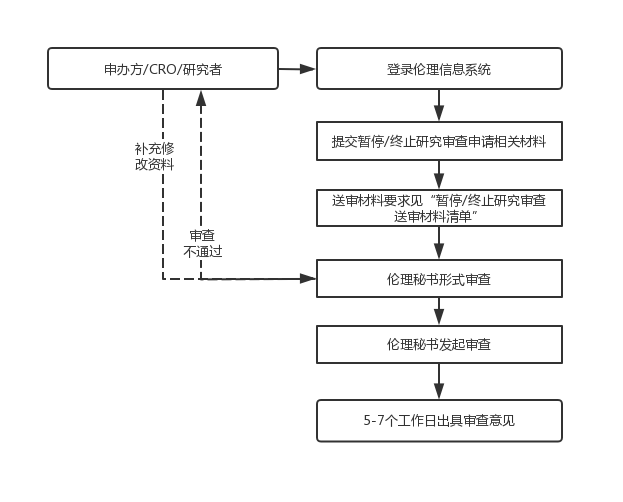 申办方/CRO/研究者
登录伦理信息系统
提交暂停/终止研究审查申请相关材料
补充修
改资料
送审材料要求见“暂停/终止研究审查
送审材料清单”
审查
不通过
伦理秘书形式审查
伦理秘书发起审查
5-7个工作日出具审查意见